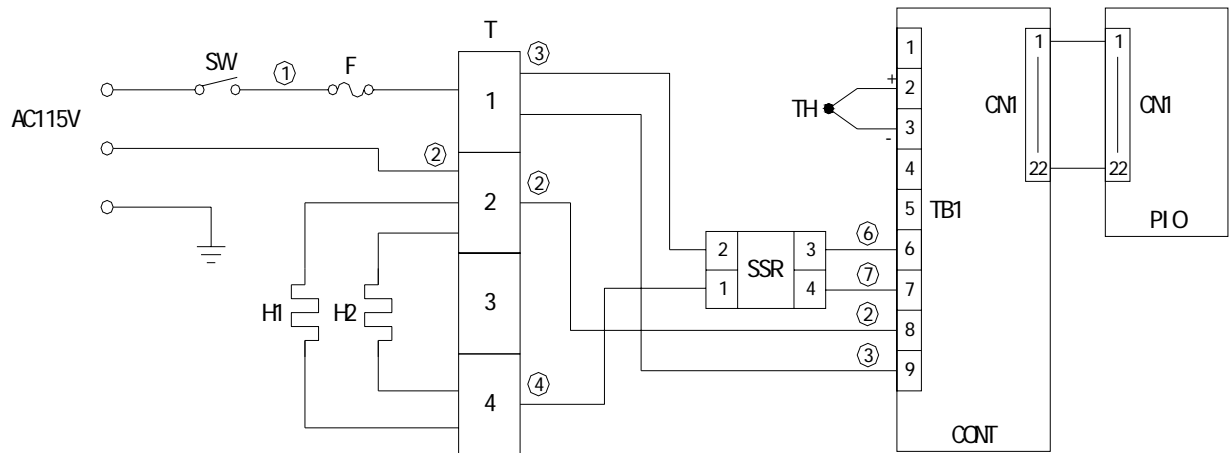 T
SW
①
F
③
AC115V
②
1
2
3
4
②
④
H1
H2
TH
+
-
2
1
SSR
3
4
⑥
⑦
②
③
1
2
3
4
5
6
7
8
9
TB1
CONT
CN1
1
22
1
22
CN1
PIO